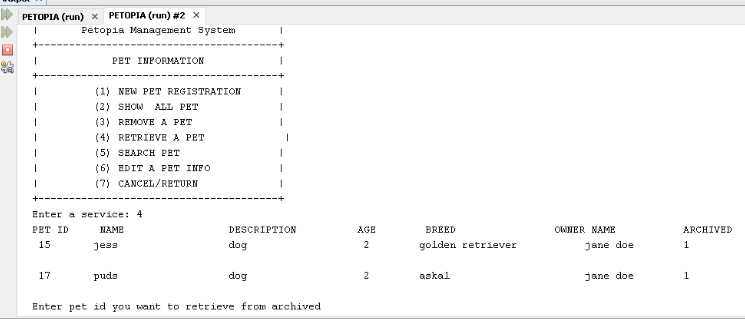 PETOPIA (run) × PETOPIA (run) #2 ×
| Petopia Management System |
+---------------------------------------+
| PET INFORMATION |
+---------------------------------------+
| (1) NEW PET REGISTRATION |
| (2) SHOW ALL PET |
| (3) REMOVE A PET |
| (4) RETRIEVE A PET |
| (5) SEARCH PET |
| (6) EDIT A PET INFO |
| (7) CANCEL/RETURN |
+---------------------------------------+
Enter a service: 4
PET ID NAME DESCRIPTION AGE BREED OWNER NAME ARCHIVED
15 jess dog 2 golden retriever jane doe 1
17 puds dog 2 askal jane doe 1
Enter pet id you want to retrieve from archived